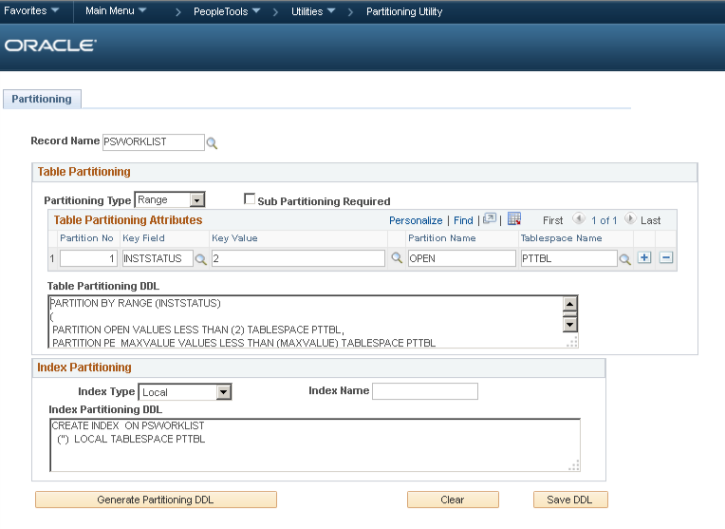 Favorites Main Menu > PeopleTools > Utilities > Partitioning Utility
ORACLE
Partitioning
Record Name PSWORKLIST
Table Partitioning
Partitioning Type Range Sub Partitioning Required
Table Partitioning Attributes Personalize | Find | | First 1 of 1 Last
Partition No Key Field Key Value Partition Name Tablespace Name
1 1 INSTSTATUS 2 OPEN PTTBL
Table Partitioning DDL
PARTITION BY RANGE (INSTSTATUS)
(
PARTITION OPEN VALUES LESS THAN (2) TABLESPACE PTTBL,
PARTITION PE_MAXVALUE VALUES LESS THAN (MAXVALUE) TABLESPACE PTTBL
Index Partitioning
Index Type Local Index Name
Index Partitioning DDL
CREATE INDEX ON PSWORKLIST
('') LOCAL TABLESPACE PTTBL
Generate Partitioning DDL Clear Save DDL